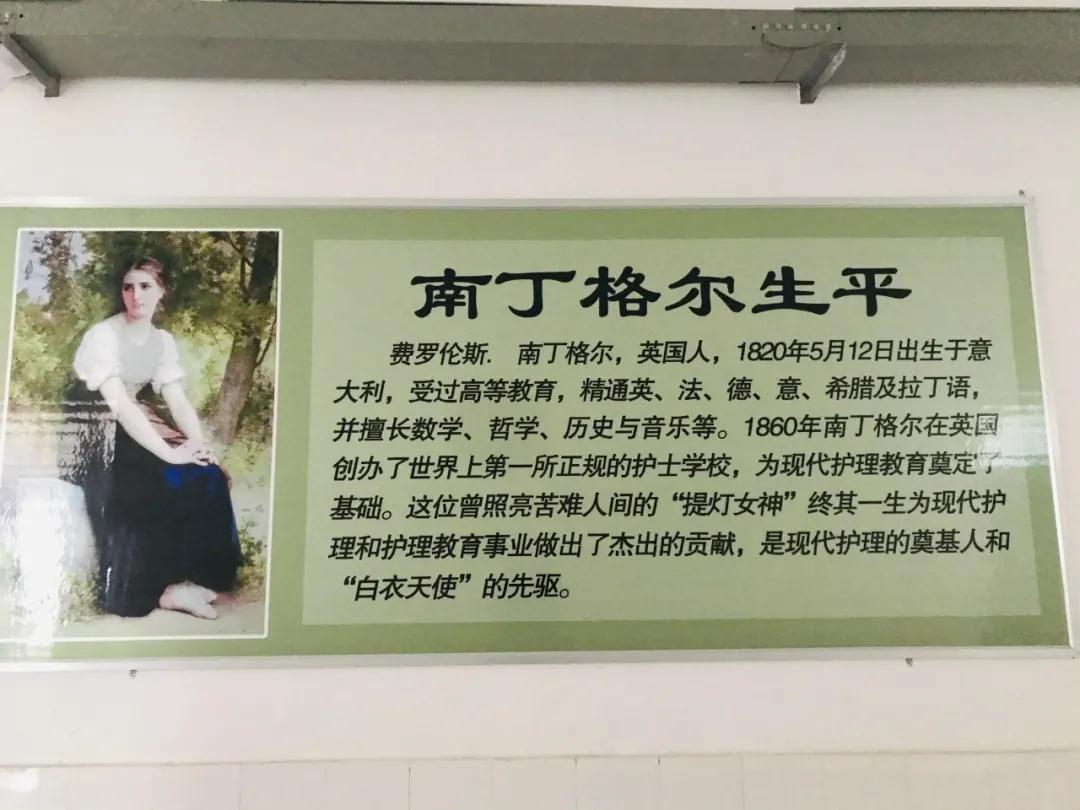 南丁格尔生平
费罗伦斯. 南丁格尔，英国人，1820年5月12日出生于意
大利，受过高等教育，精通英、法、德、意、希腊及拉丁语，
并擅长数学、哲学、历史与音乐等。1860年南丁格尔在英国
创办了世界上第一所正规的护士学校，为现代护理教育奠定了
基础。这位曾照亮苦难人间的“提灯女神”终其一生为现代护
理和护理教育事业做出了杰出的贡献，是现代护理的奠基人和
“白衣天使”的先驱。